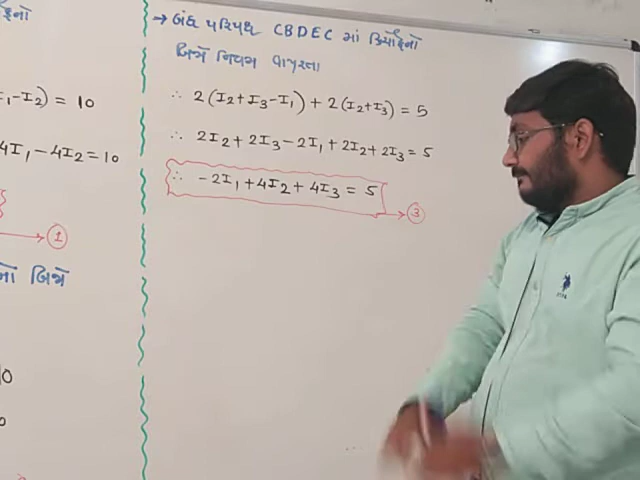 I₁-I₂) = 10
4I₁-4I₂=10
①
નો બિજો
→ બંધ પરિપથ CBDEC માં કિર્ચોફનો
બિજો નિયમ વાપરતા
∴ 2(I₂+I₃-I₁)+2(I₂+I₃)=5
∴ 2I₂+2I₃-2I₁+2I₂+2I₃=5
∴ -2I₁+4I₂+4I₃=5
③